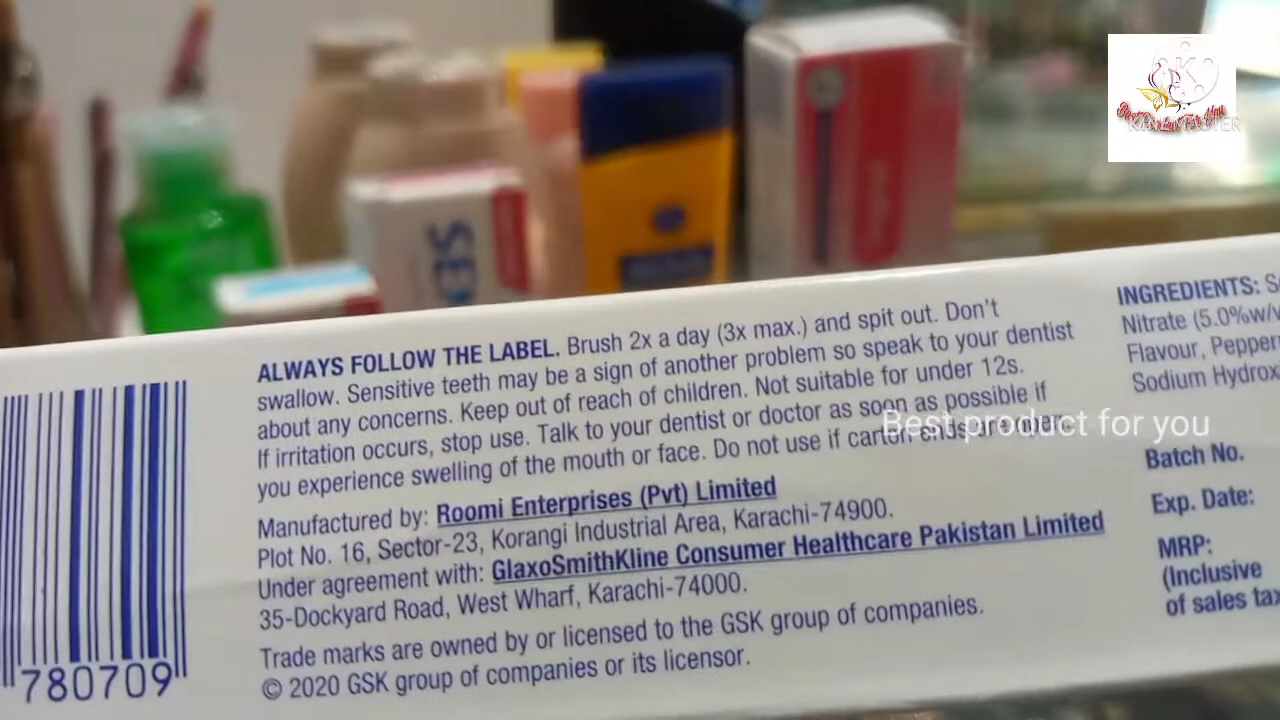 ALWAYS FOLLOW THE LABEL. Brush 2x a day (3x max.) and spit out. Don't
swallow. Sensitive teeth may be a sign of another problem so speak to your dentist
about any concerns. Keep out of reach of children. Not suitable for under 12s.
If irritation occurs, stop use. Talk to your dentist or doctor as soon as possible if
you experience swelling of the mouth or face. Do not use if carton ends are open.
Manufactured by: Roomi Enterprises (Pvt) Limited
Plot No. 16, Sector-23, Korangi Industrial Area, Karachi-74900.
Under agreement with: GlaxoSmithKline Consumer Healthcare Pakistan Limited
35-Dockyard Road, West Wharf, Karachi-74000.
Trade marks are owned by or licensed to the GSK group of companies.
© 2020 GSK group of companies or its licensor.
780709
INGREDIENTS:
Nitrate (5.0%w/w
Flavour, Pepper
Sodium Hydrox
Batch No.
Exp. Date:
MRP:
(Inclusive
of sales tax
Best product for you